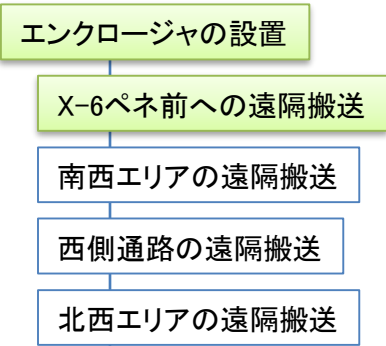 エンクロージャの設置
X-6ペネ前への遠隔搬送
南西エリアの遠隔搬送
西側通路の遠隔搬送
北西エリアの遠隔搬送